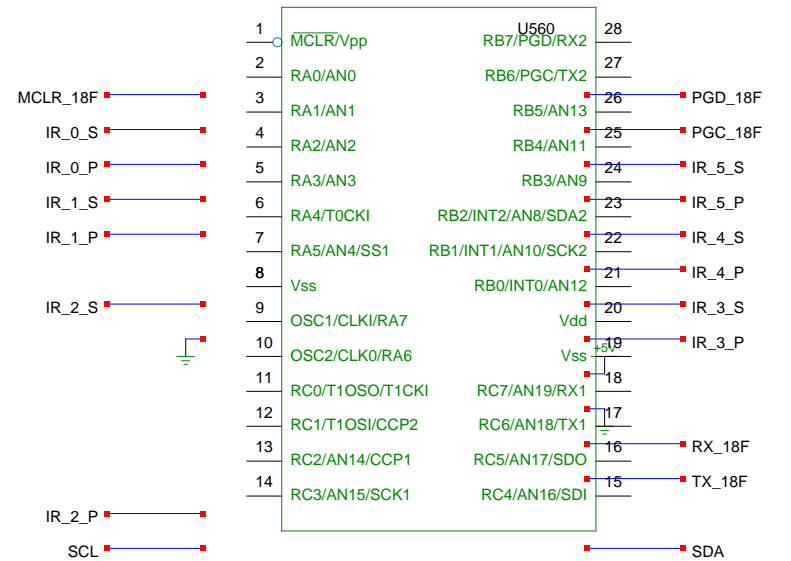 U560
1 MCLR/Vpp RB7/PGD/RX2 28
2 RA0/AN0 RB6/PGC/TX2 27
MCLR_18F 3 RA1/AN1 RB5/AN13 26 PGD_18F
IR_0_S 4 RA2/AN2 RB4/AN11 25 PGC_18F
IR_0_P 5 RA3/AN3 RB3/AN9 24 IR_5_S
IR_1_S 6 RA4/T0CKI RB2/INT2/AN8/SDA2 23 IR_5_P
IR_1_P 7 RA5/AN4/SS1 RB1/INT1/AN10/SCK2 22 IR_4_S
8 Vss RB0/INT0/AN12 21 IR_4_P
IR_2_S 9 OSC1/CLKI/RA7 Vdd 20 IR_3_S
10 OSC2/CLK0/RA6 Vss +5V 19 IR_3_P
11 RC0/T1OSO/T1CKI RC7/AN19/RX1 18
12 RC1/T1OSI/CCP2 RC6/AN18/TX1 17
13 RC2/AN14/CCP1 RC5/AN17/SDO 16 RX_18F
14 RC3/AN15/SCK1 RC4/AN16/SDI 15 TX_18F
IR_2_P
SCL SDA